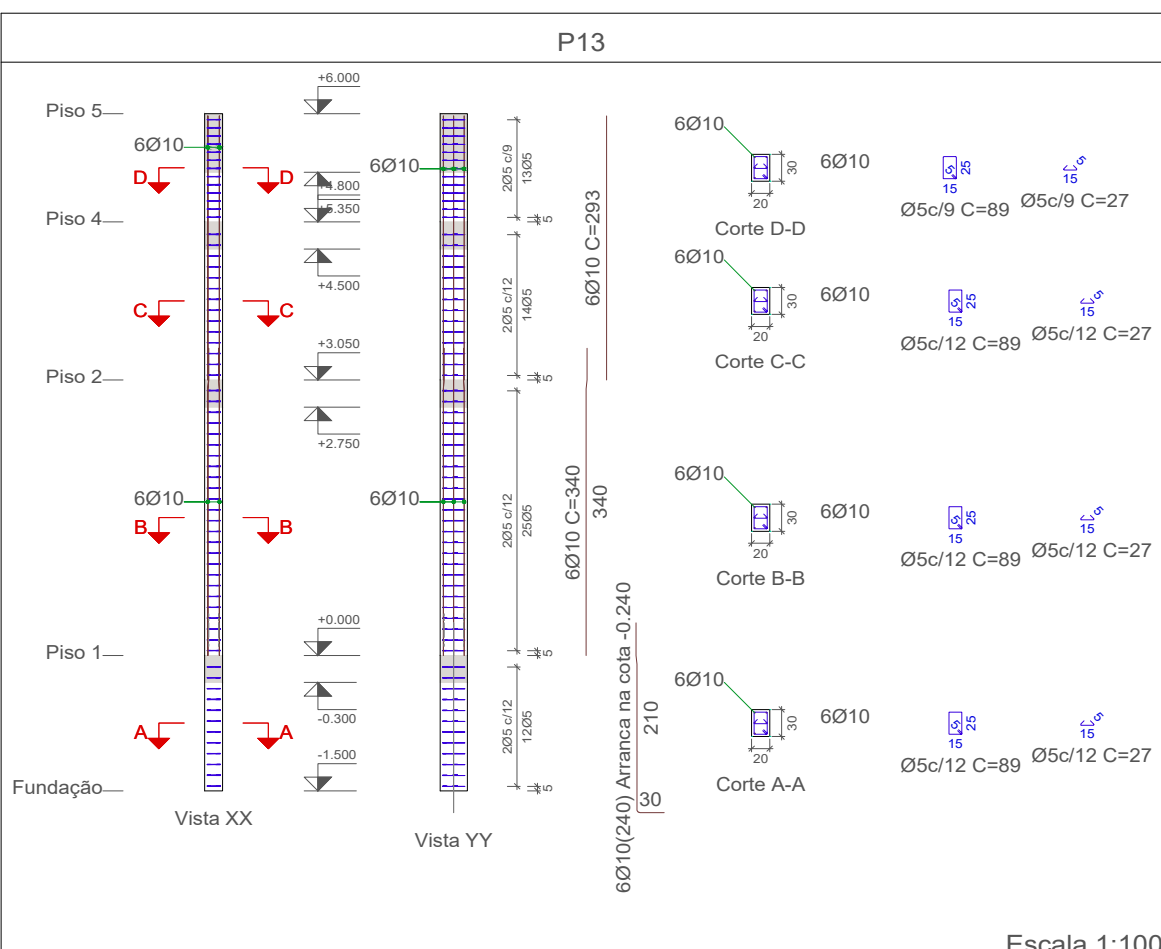 P13
Piso 5
Piso 4
Piso 2
Piso 1
Fundação
6Ø10
D
D
C
C
6Ø10
B
B
A
A
Vista XX
+6.000
+4.800
+5.350
+4.500
+3.050
+2.750
+0.000
-0.300
-1.500
6Ø10
6Ø10
Vista YY
2Ø5 c/9
13Ø5
5
2Ø5 c/12
14Ø5
5
2Ø5 c/12
25Ø5
5
2Ø5 c/12
12Ø5
5
6Ø10 C=293
6Ø10 C=340
340
6Ø10(240) Arranca na cota -0.240
210
30
6Ø10
30
20
Corte D-D
6Ø10
5
25
15
Ø5c/9 C=89
5
15
Ø5c/9 C=27
6Ø10
30
20
Corte C-C
6Ø10
5
25
15
Ø5c/12 C=89
5
15
Ø5c/12 C=27
6Ø10
30
20
Corte B-B
6Ø10
5
25
15
Ø5c/12 C=89
5
15
Ø5c/12 C=27
6Ø10
30
20
Corte A-A
6Ø10
5
25
15
Ø5c/12 C=89
5
15
Ø5c/12 C=27
Escala 1:100